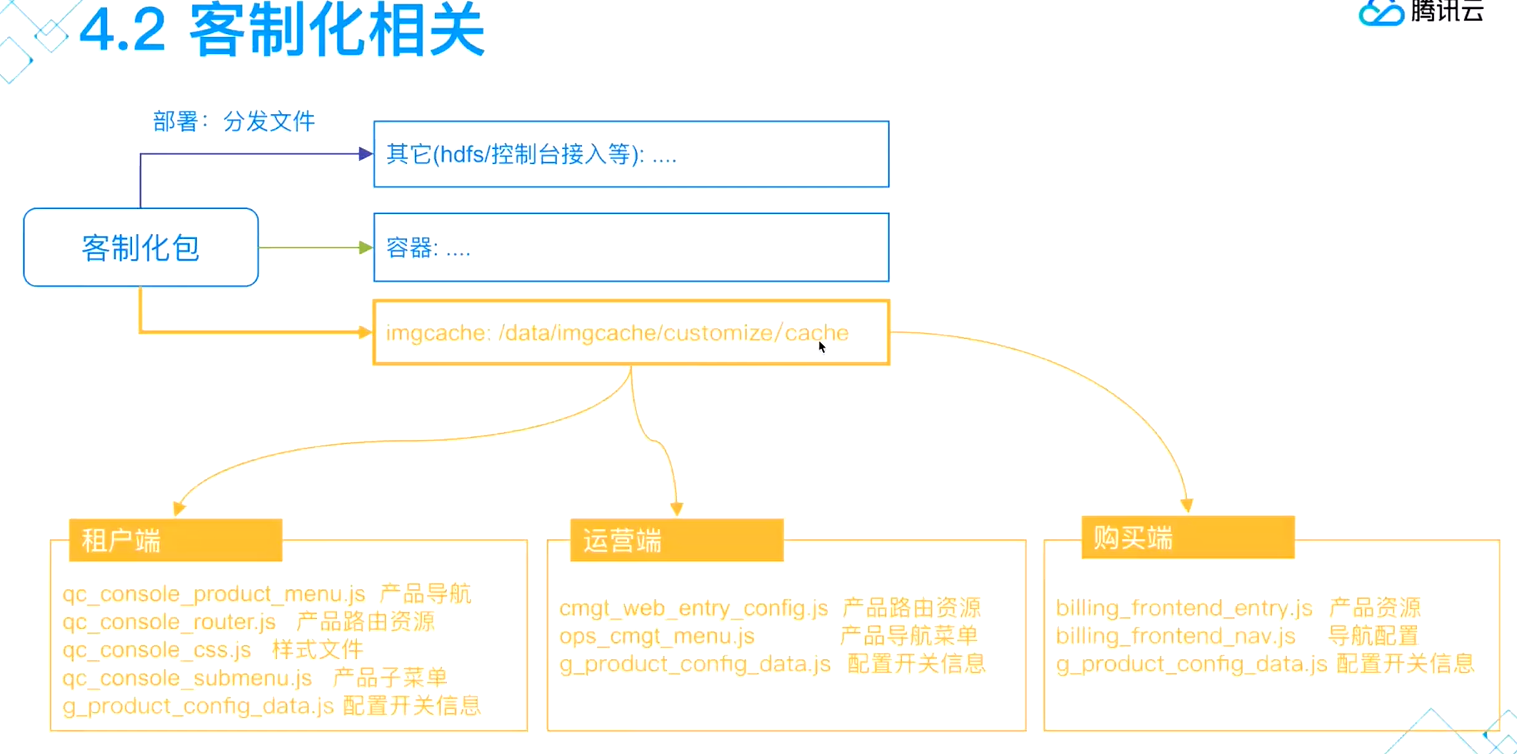 4.2 客制化相关
腾讯云
部署：分发文件
其它(hdfs/控制台接入等): ....
客制化包
容器: ....
imgcache: /data/imgcache/customize/cache
租户端
qc_console_product_menu.js 产品导航
qc_console_router.js 产品路由资源
qc_console_css.js 样式文件
qc_console_submenu.js 产品子菜单
g_product_config_data.js 配置开关信息
运营端
cmgt_web_entry_config.js 产品路由资源
ops_cmgt_menu.js 产品导航菜单
g_product_config_data.js 配置开关信息
购买端
billing_frontend_entry.js 产品资源
billing_frontend_nav.js 导航配置
g_product_config_data.js 配置开关信息